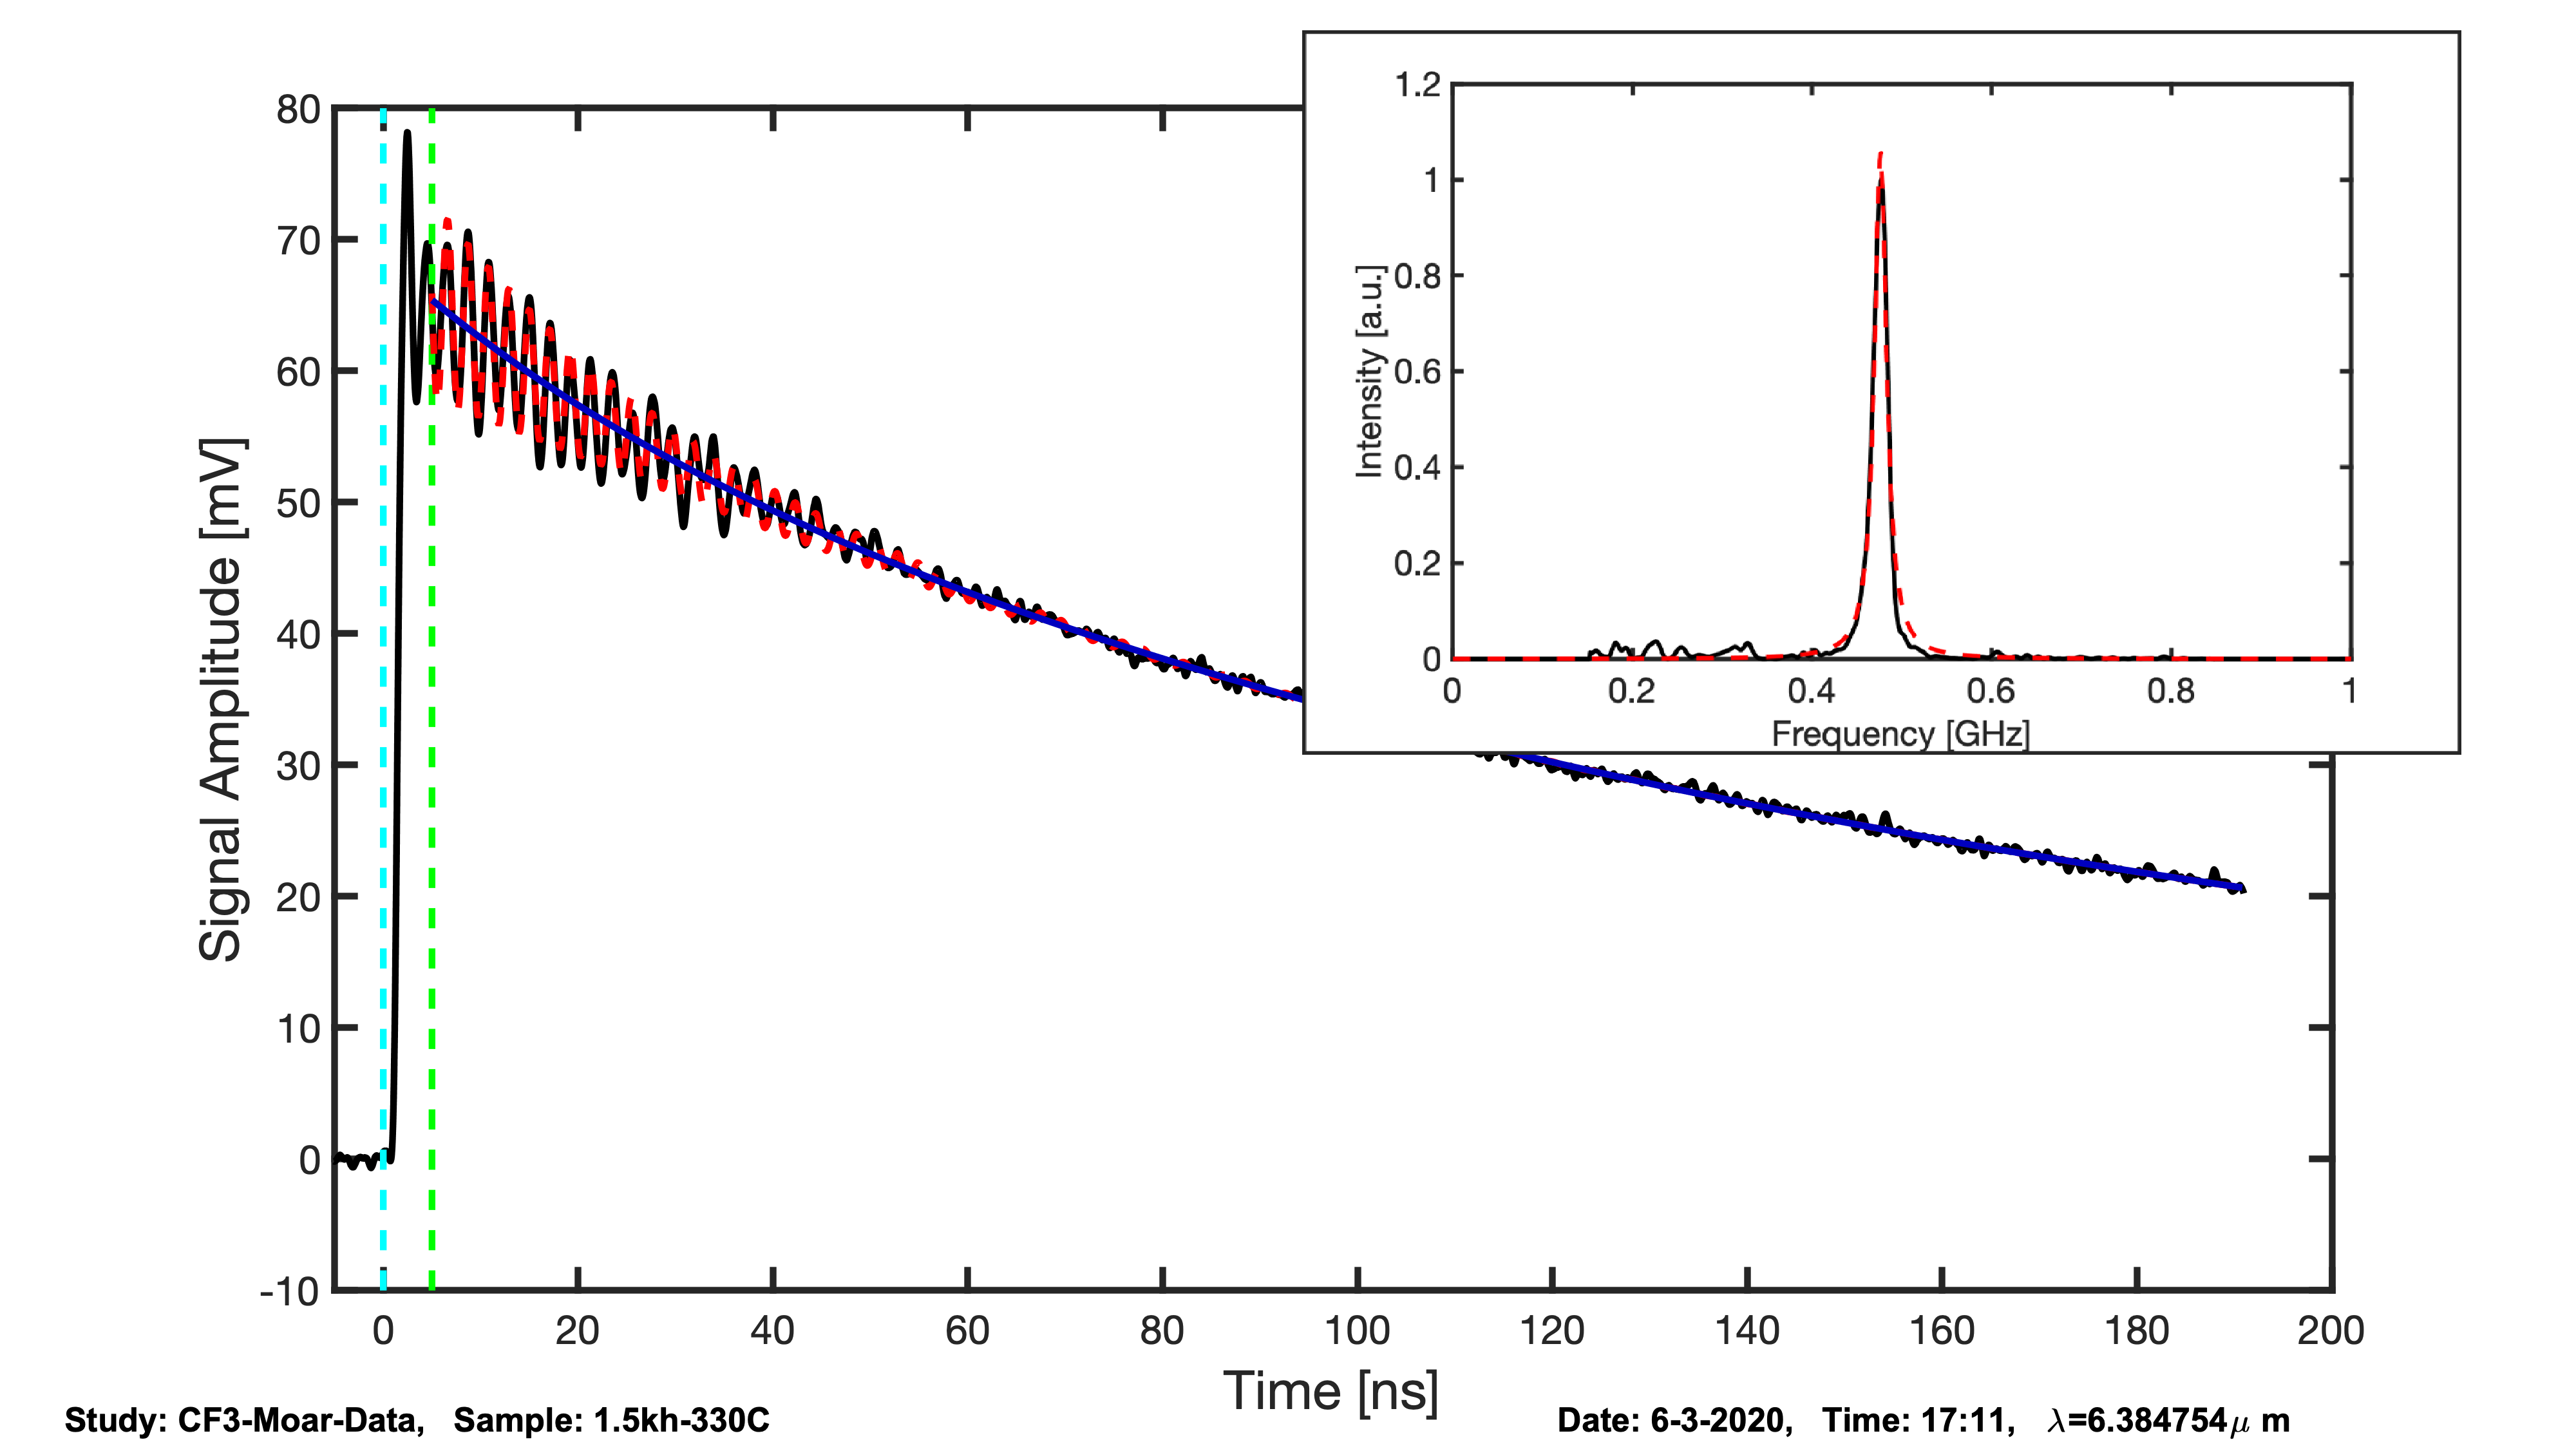 1.2
1
0.8
0.6
0.4
0.2
0
Intensity [a.u.]
0 0.2 0.4 0.6 0.8 1
Frequency [GHz]
80
70
60
50
40
30
20
10
0
-10
Signal Amplitude [mV]
0 20 40 60 80 100 120 140 160 180 200
Time [ns]
Study: CF3-Moar-Data, Sample: 1.5kh-330C
Date: 6-3-2020, Time: 17:11, λ=6.384754μ m